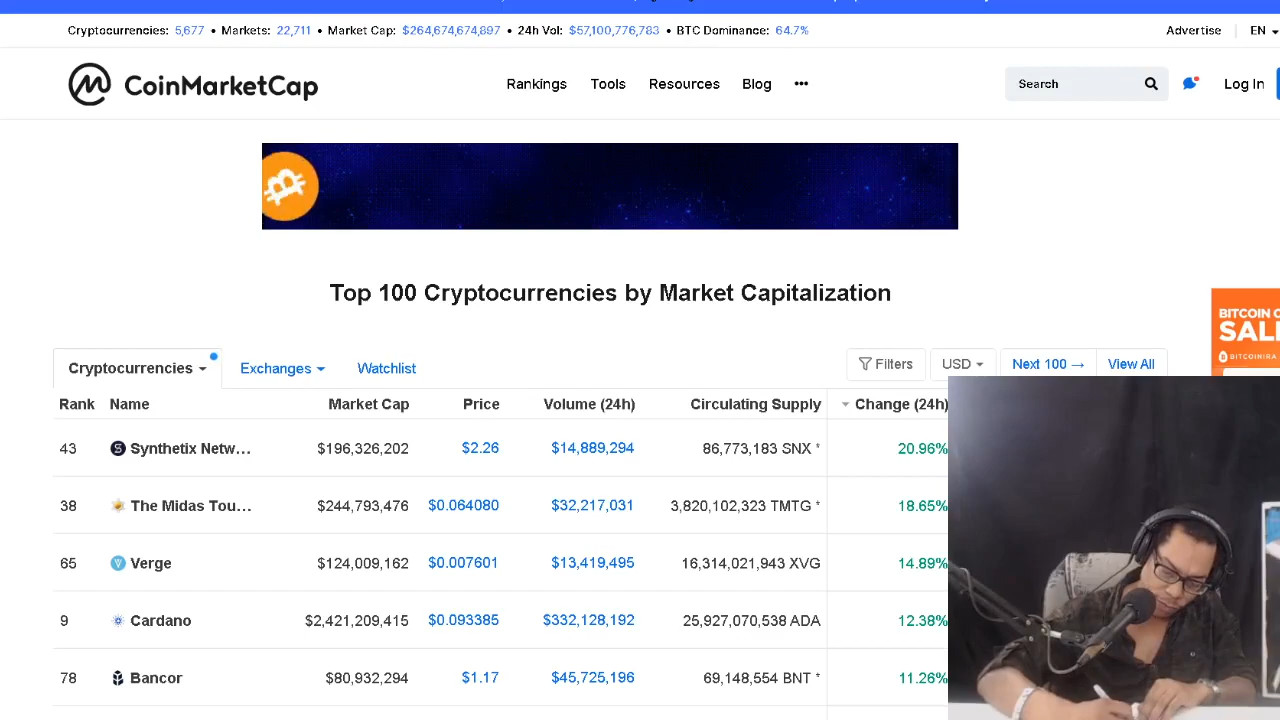 Cryptocurrencies: 5,677 • Markets: 22,711 • Market Cap: $264,674,674,897 • 24h Vol: $57,100,776,783 • BTC Dominance: 64.7%
Advertise
EN
CoinMarketCap
Rankings Tools Resources Blog •••
Search
Log In
Top 100 Cryptocurrencies by Market Capitalization
BITCOIN
SAL
BITCOINIRA
Cryptocurrencies Exchanges Watchlist
Filters USD Next 100 → View All
Rank Name Market Cap Price Volume (24h) Circulating Supply Change (24h)
43 Synthetix Netw... $196,326,202 $2.26 $14,889,294 86,773,183 SNX * 20.96%
38 The Midas Tou... $244,793,476 $0.064080 $32,217,031 3,820,102,323 TMTG * 18.65%
65 Verge $124,009,162 $0.007601 $13,419,495 16,314,021,943 XVG 14.89%
9 Cardano $2,421,209,415 $0.093385 $332,128,192 25,927,070,538 ADA 12.38%
78 Bancor $80,932,294 $1.17 $45,725,196 69,148,554 BNT * 11.26%